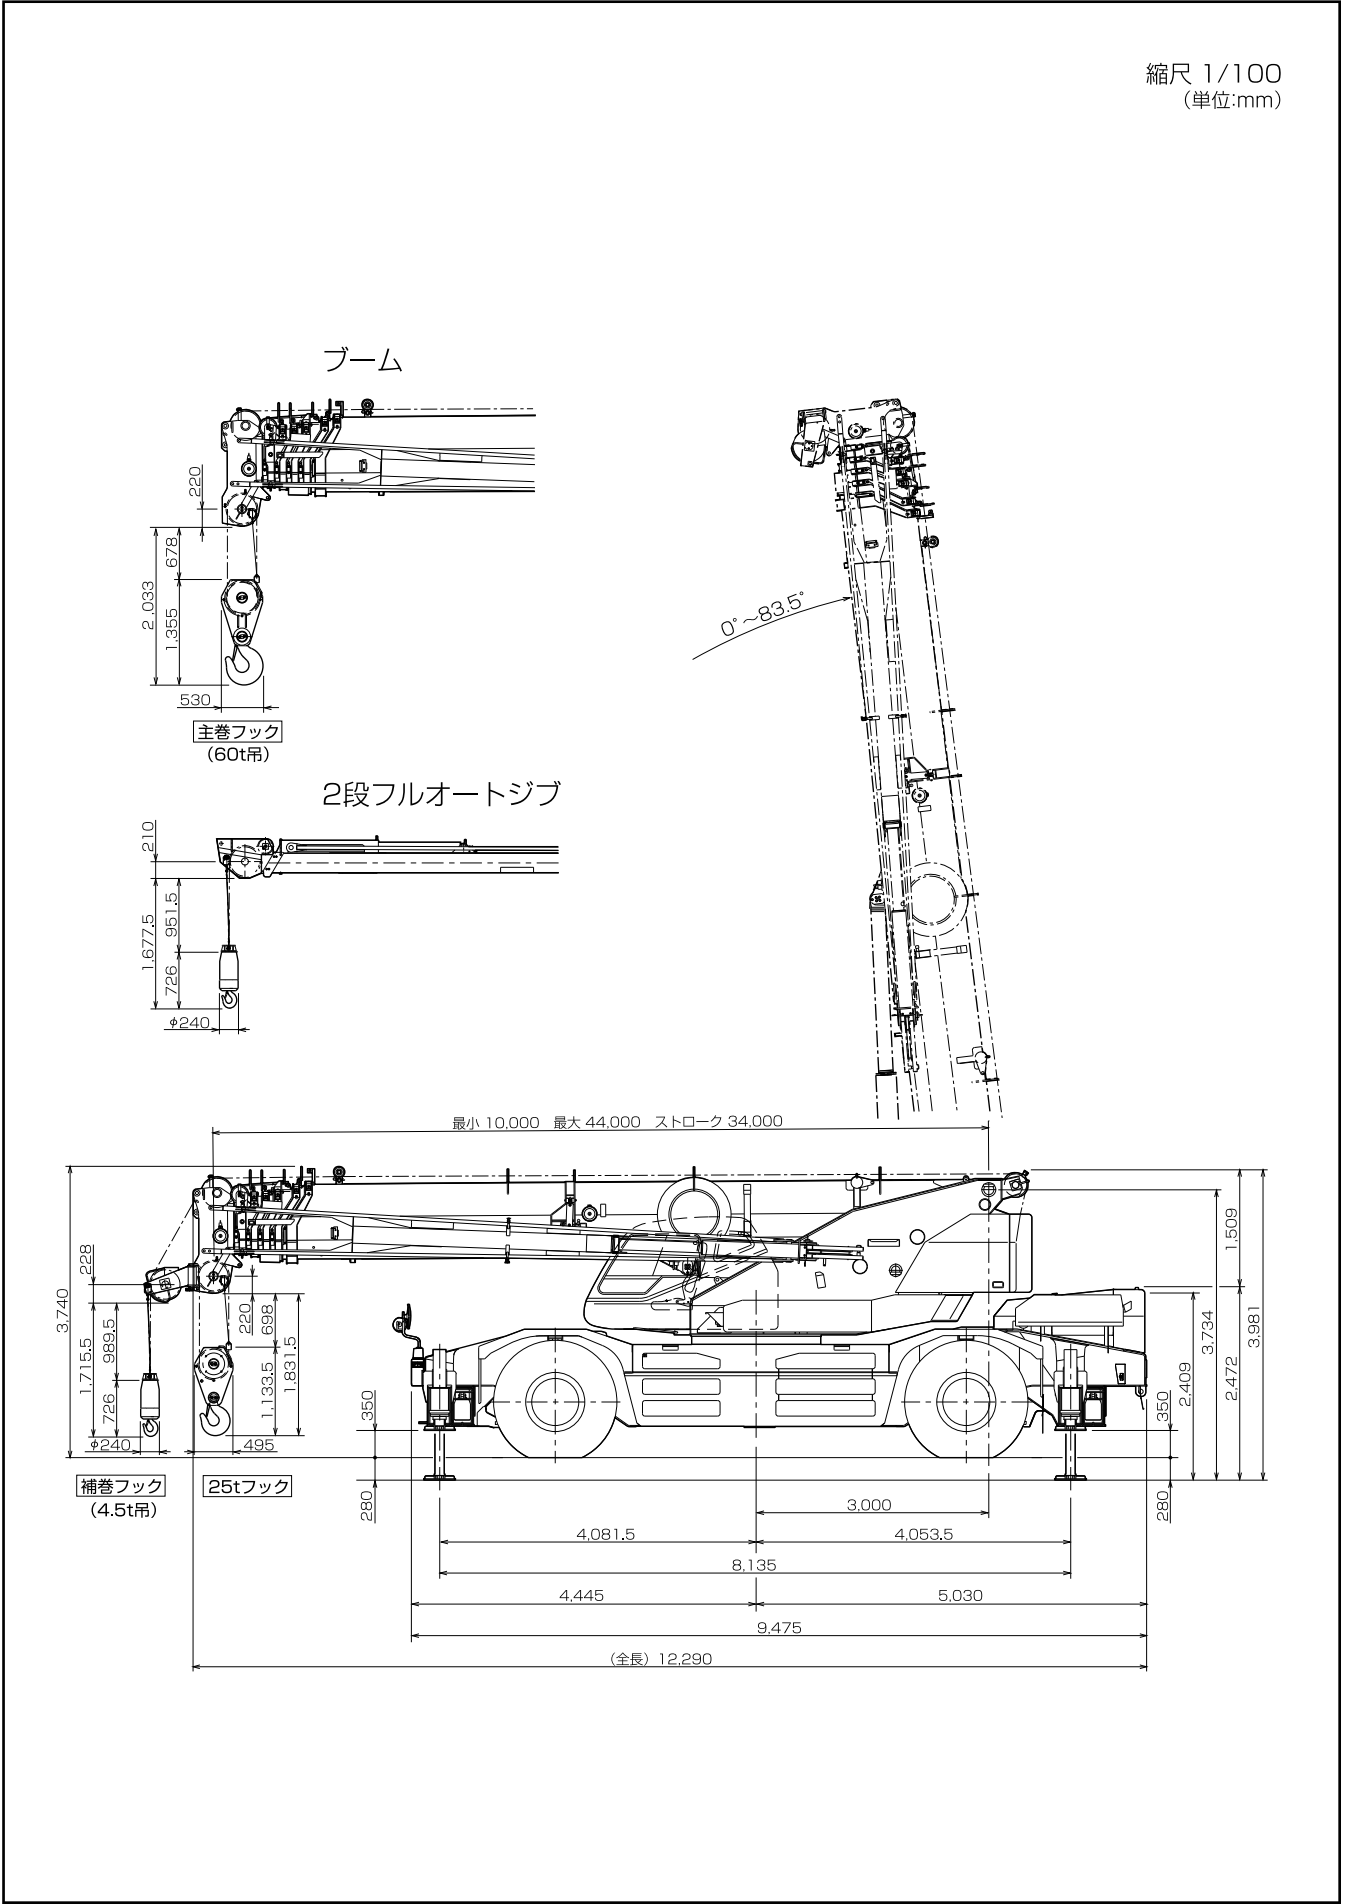 縮尺 1/100
（単位:mm）
ブーム
220
678
2,033
1,355
530
主巻フック
（60t吊）
0°～83.5°
2段フルオートジブ
210
951.5
1,677.5
726
φ240
最小 10,000 最大 44,000 ストローク 34,000
3,740
228
989.5
1,715.5
726
φ240
220
698
1,133.5
1,831.5
495
補巻フック
（4.5t吊）
25tフック
350
280
1,509
3,734
3,981
2,472
2,409
350
280
3,000
4,081.5
4,053.5
8,135
4,445
5,030
9,475
（全長）12,290